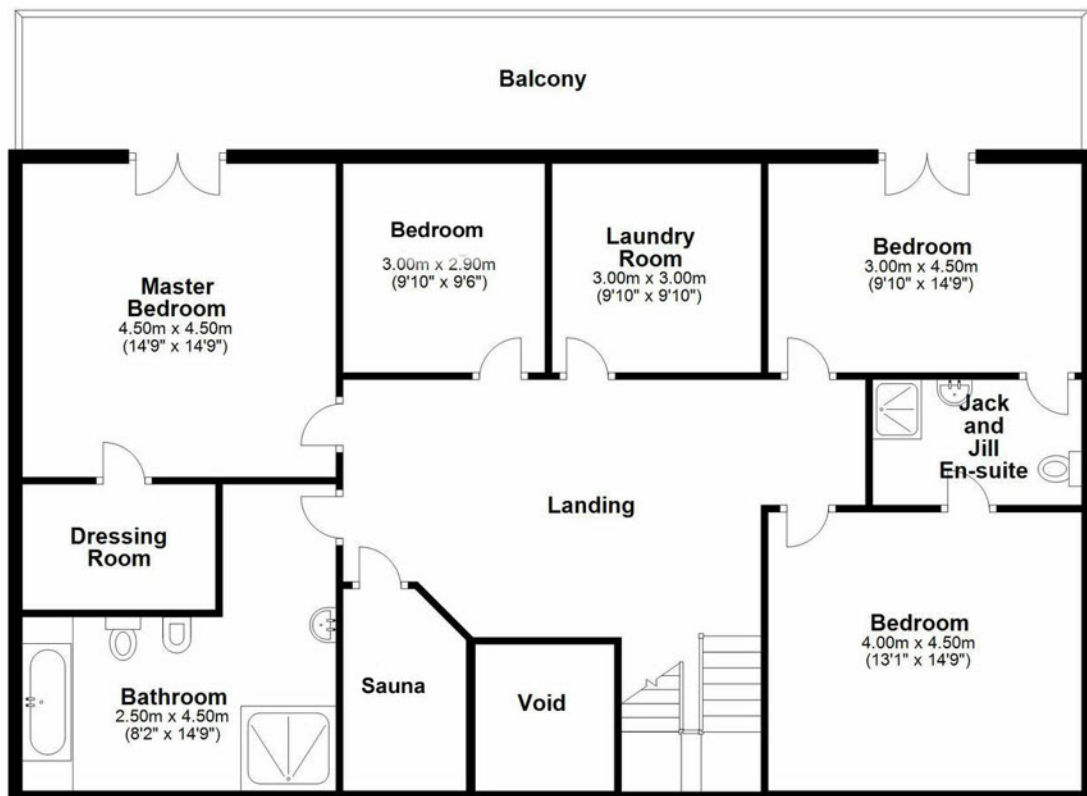 Balcony
Master
Bedroom
4.50m x 4.50m
(14'9" x 14'9")
Bedroom
3.00m x 2.90m
(9'10" x 9'6")
Laundry
Room
3.00m x 3.00m
(9'10" x 9'10")
Bedroom
3.00m x 4.50m
(9'10" x 14'9")
Jack
and
Jill
En-suite
Landing
Dressing
Room
Bathroom
2.50m x 4.50m
(8'2" x 14'9")
Sauna
Void
Bedroom
4.00m x 4.50m
(13'1" x 14'9")